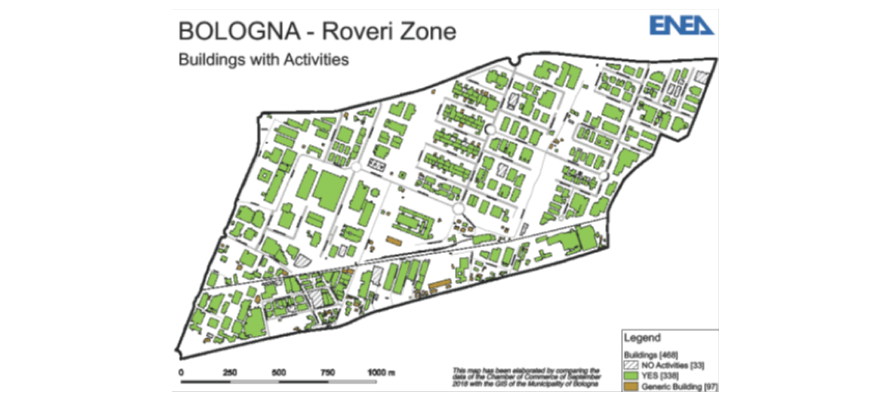 BOLOGNA - Roveri Zone
Buildings with Activities
ENEA
0 250 500 750 1000 m
This map has been elaborated by comparing the
data of the Chamber of Commerce of September
2018 with the GIS of the Municipality of Bologna
Legend
Buildings [468]
NO Activities [33]
YES [338]
Generic Building [97]